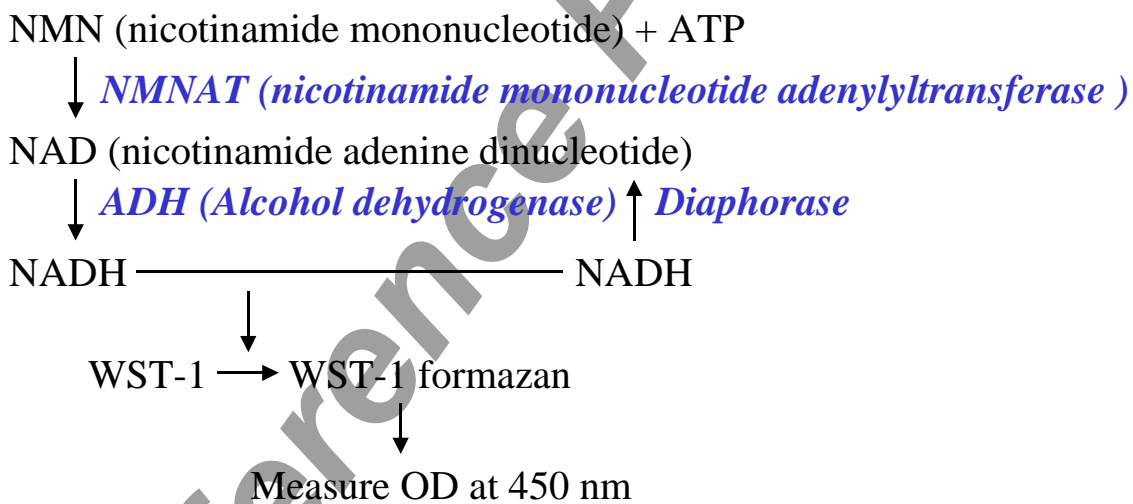 NMN (nicotinamide mononucleotide) + ATP
NMNAT (nicotinamide mononucleotide adenylyltransferase )
NAD (nicotinamide adenine dinucleotide)
ADH (Alcohol dehydrogenase) Diaphorase
NADH NADH
WST-1 WST-1 formazan
Measure OD at 450 nm